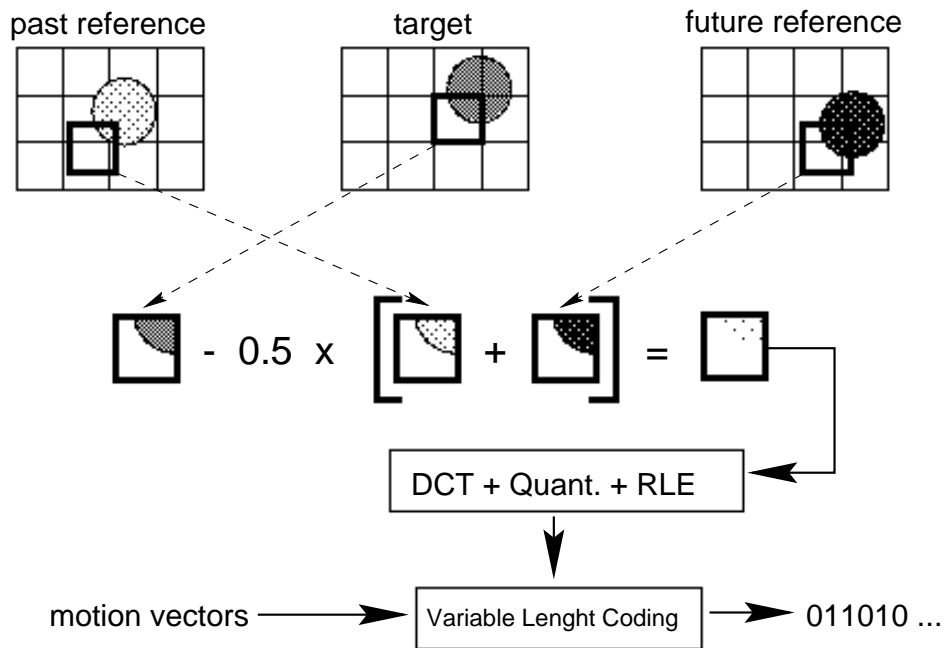 past reference
target
future reference
- 0.5 x [ + ] =
DCT + Quant. + RLE
motion vectors
Variable Lenght Coding
011010 ...